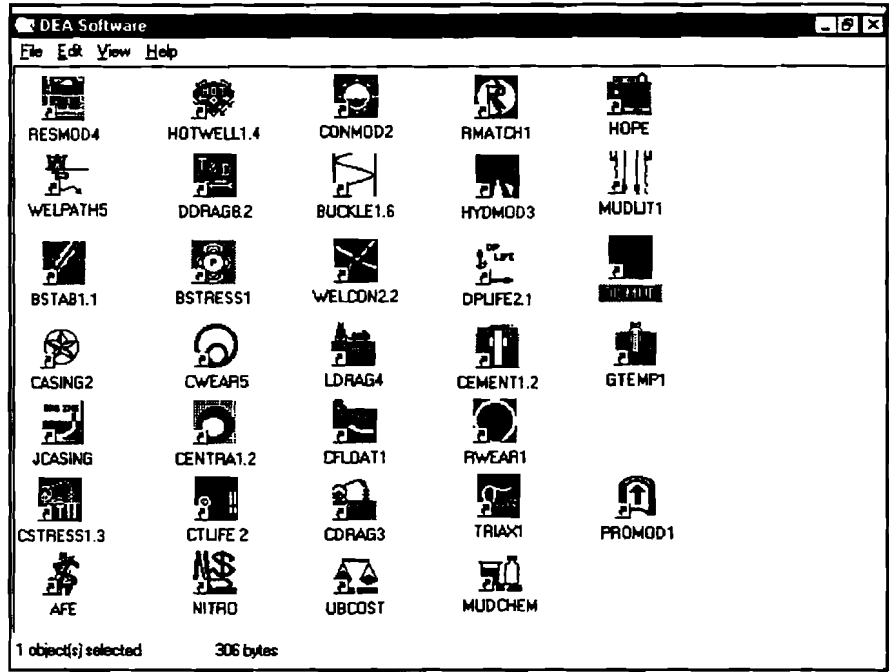 DEA Software
File Edit View Help
RESMOD4 HOTWELL1.4 CONMOD2 RMATCH1 HOPE
WELPATH5 DDRAG8.2 BUCKLE1.6 HYDMOD3 MUDLIT1
BSTAB1.1 BSTRESS1 WELCON2.2 DPLIFE2.1
CASING2 CWEAR5 LDRAG4 CEMENT1.2 GTEMP1
JCASING CENTRA1.2 CFLOAT1 RWEAR1
CSTRESS1.3 CTLIFE 2 CDRAG3 TRIAX1 PROMOD1
AFE NITRO UBCOST MUDCHEM
1 object(s) selected 306 bytes